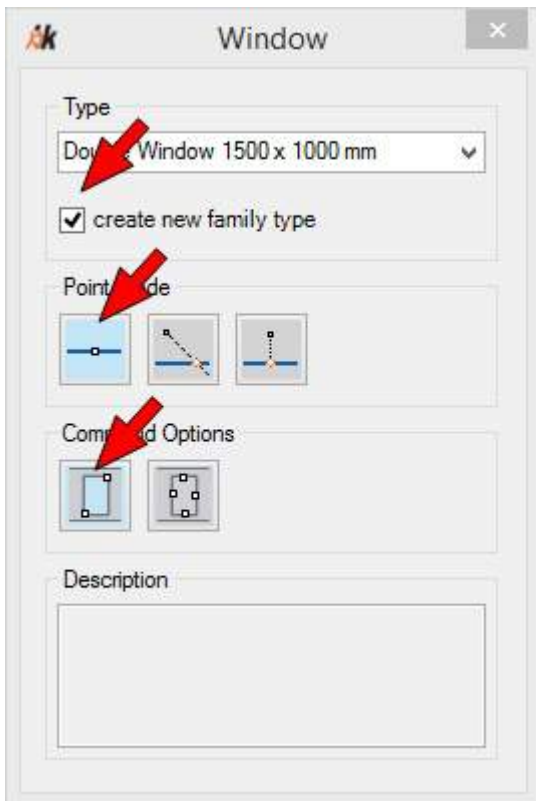 Window
Type
Window 1500 x 1000 mm
create new family type
Point
Options
Description